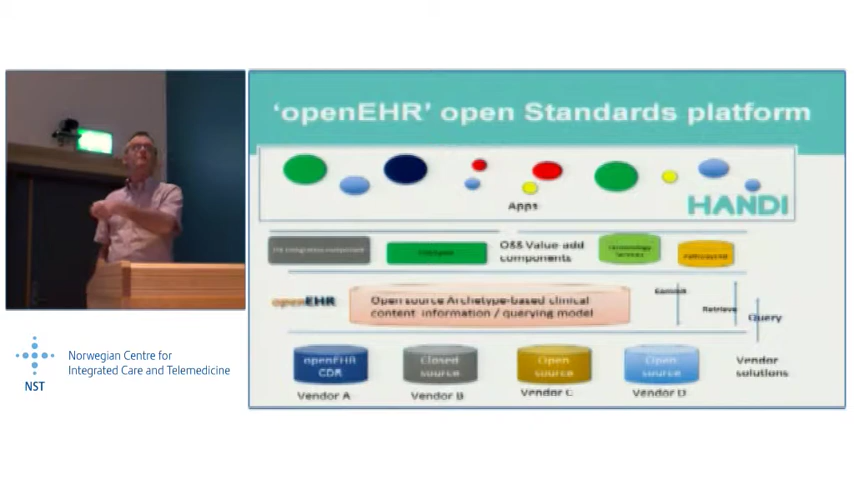 'openEHR' open Standards platform
Apps
HANDI
OSS Value add
components
Terminology
Services
openEHR
Open source Archetype-based clinical
content information / querying model
Commit
Retrieve
Query
openEHR
CDR
Closed
source
Open
source
Open
source
Vendor
solutions
Vendor A
Vendor B
Vendor C
Vendor D
NST
Norwegian Centre for
Integrated Care and Telemedicine